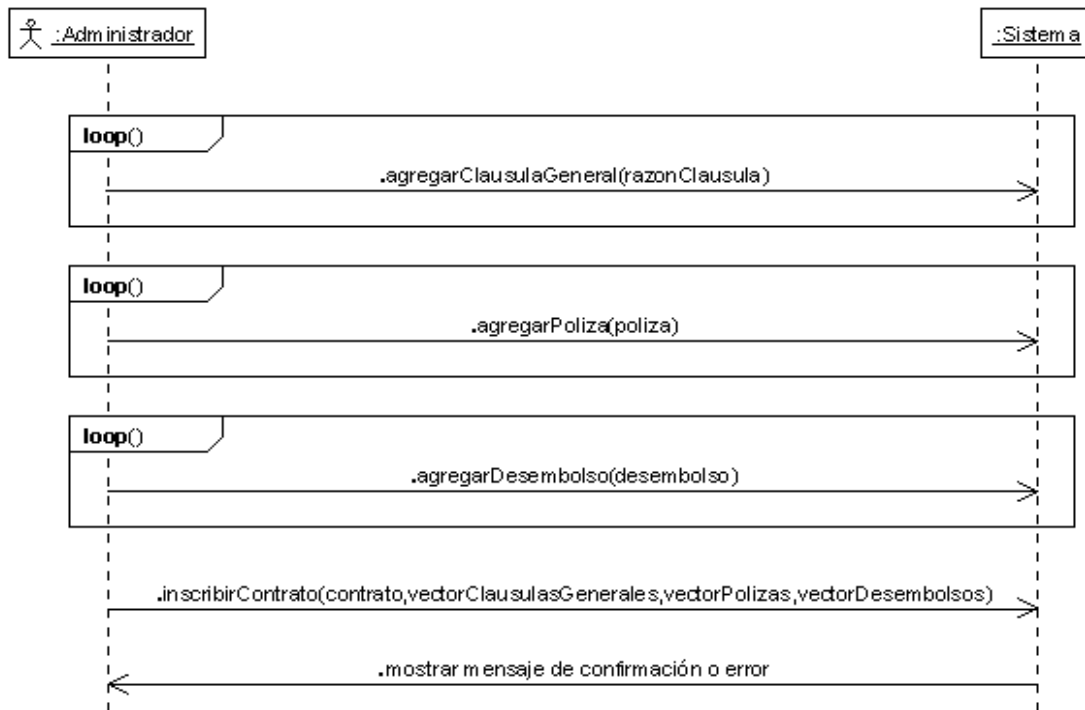 :Administrador
:Sistema
loop()
.agregarClausulaGeneral(razonClausula)
loop()
.agregarPoliza(poliza)
loop()
.agregarDesembolso(desembolso)
.inscribirContrato(contrato,vectorClausulasGenerales,vectorPolizas,vectorDesembolsos)
.mostrar mensaje de confirmación o error